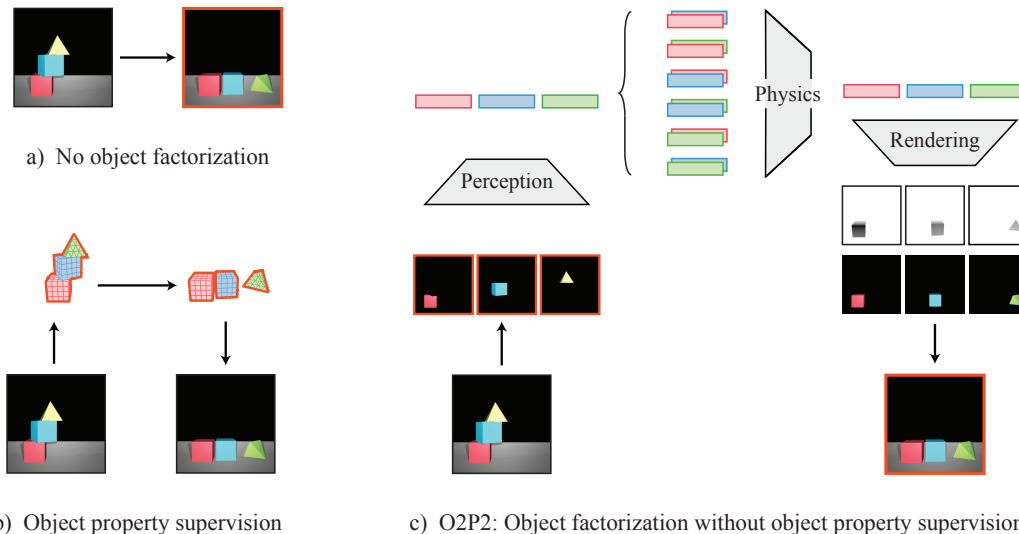 a) No object factorization
Perception
Physics
Rendering
) Object property supervision
c) O2P2: Object factorization without object property supervision